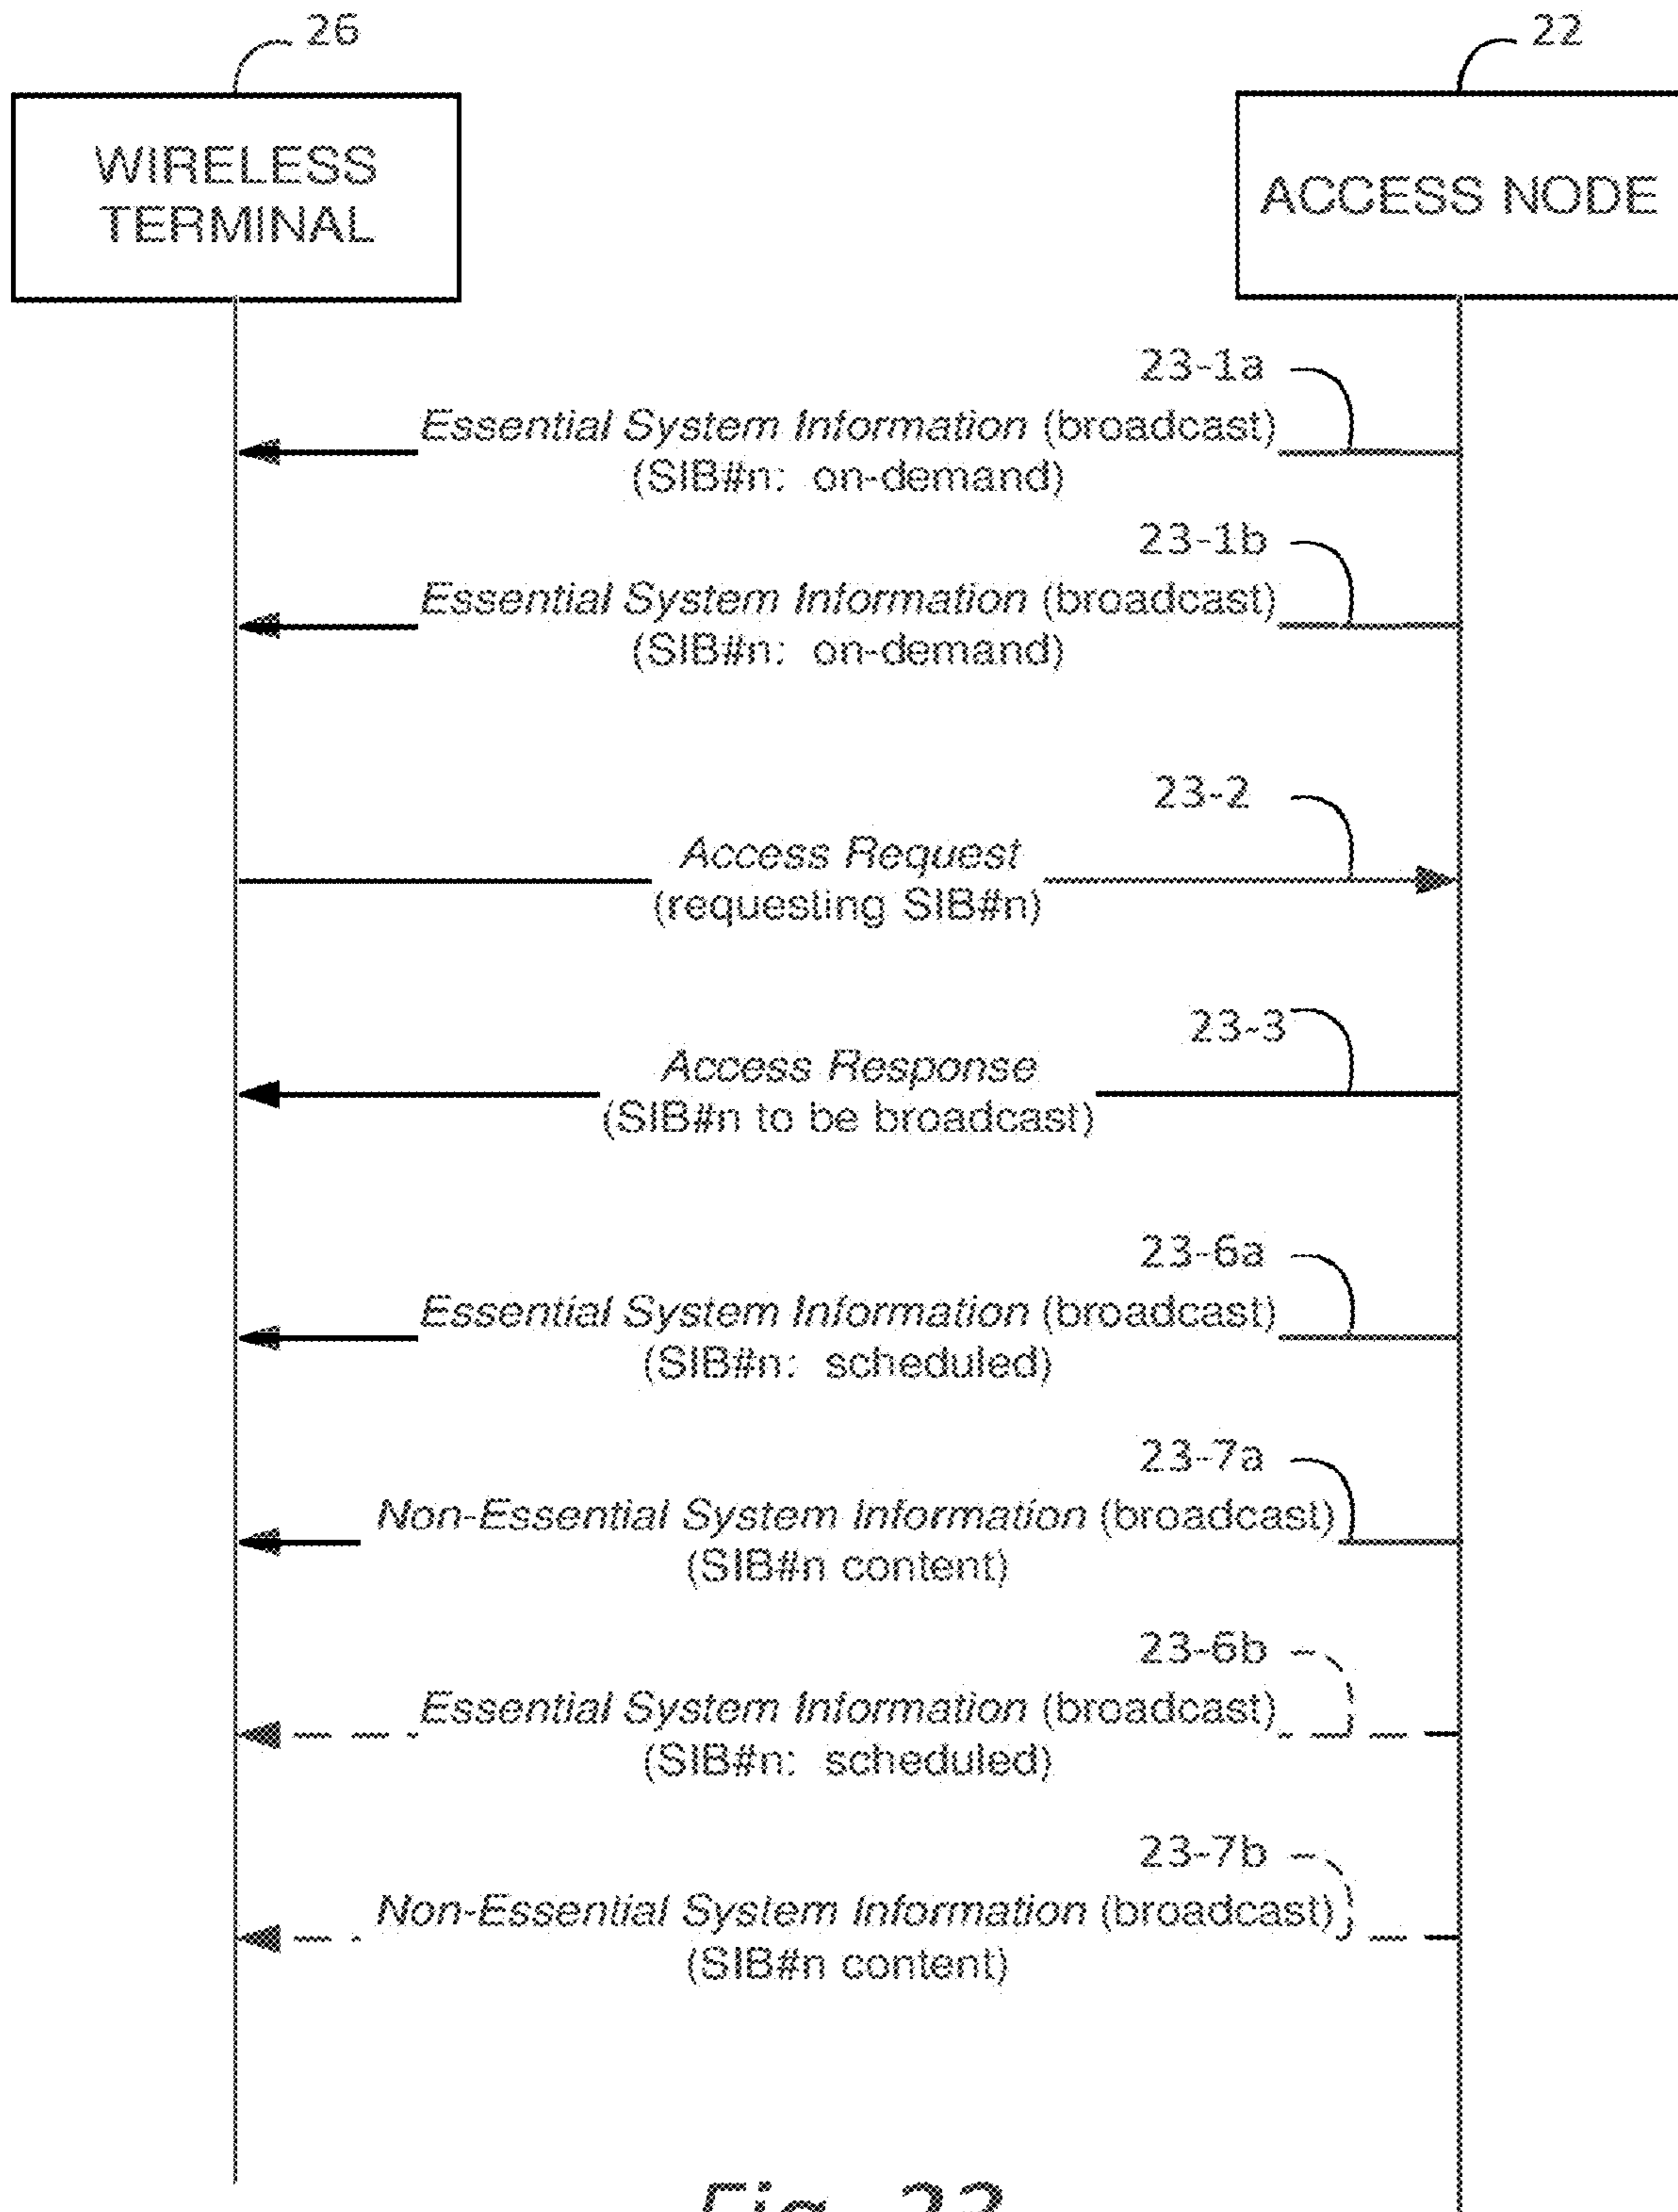 26
22
WIRELESS
TERMINAL
ACCESS NODE
23-1a
Essential System Information (broadcast)
(SIB#n: on-demand)
23-1b
Essential System Information (broadcast)
(SIB#n: on-demand)
23-2
Access Request
(requesting SIB#n)
23-3
Access Response
(SIB#n to be broadcast)
23-6a
Essential System Information (broadcast)
(SIB#n: scheduled)
23-7a
Non-Essential System Information (broadcast)
(SIB#n content)
23-6b
Essential System Information (broadcast)
(SIB#n: scheduled)
23-7b
Non-Essential System Information (broadcast)
(SIB#n content)
Fig. 23